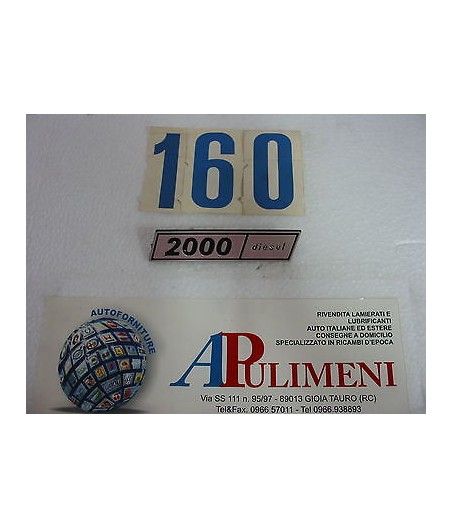 160
2000 diesel
AUTOFORNITURE
RIVENDITA LAMIERATI E
LUBRIFICANTI
AUTO ITALIANE ED ESTERE
CONSEGNE A DOMICILIO
SPECIALIZZATO IN RICAMBI D'EPOCA
APULIMENI
Via SS 111 n. 95/97 - 89013 GIOIA TAURO (RC)
Tel&Fax. 0966 57011 - Tel 0966.938893